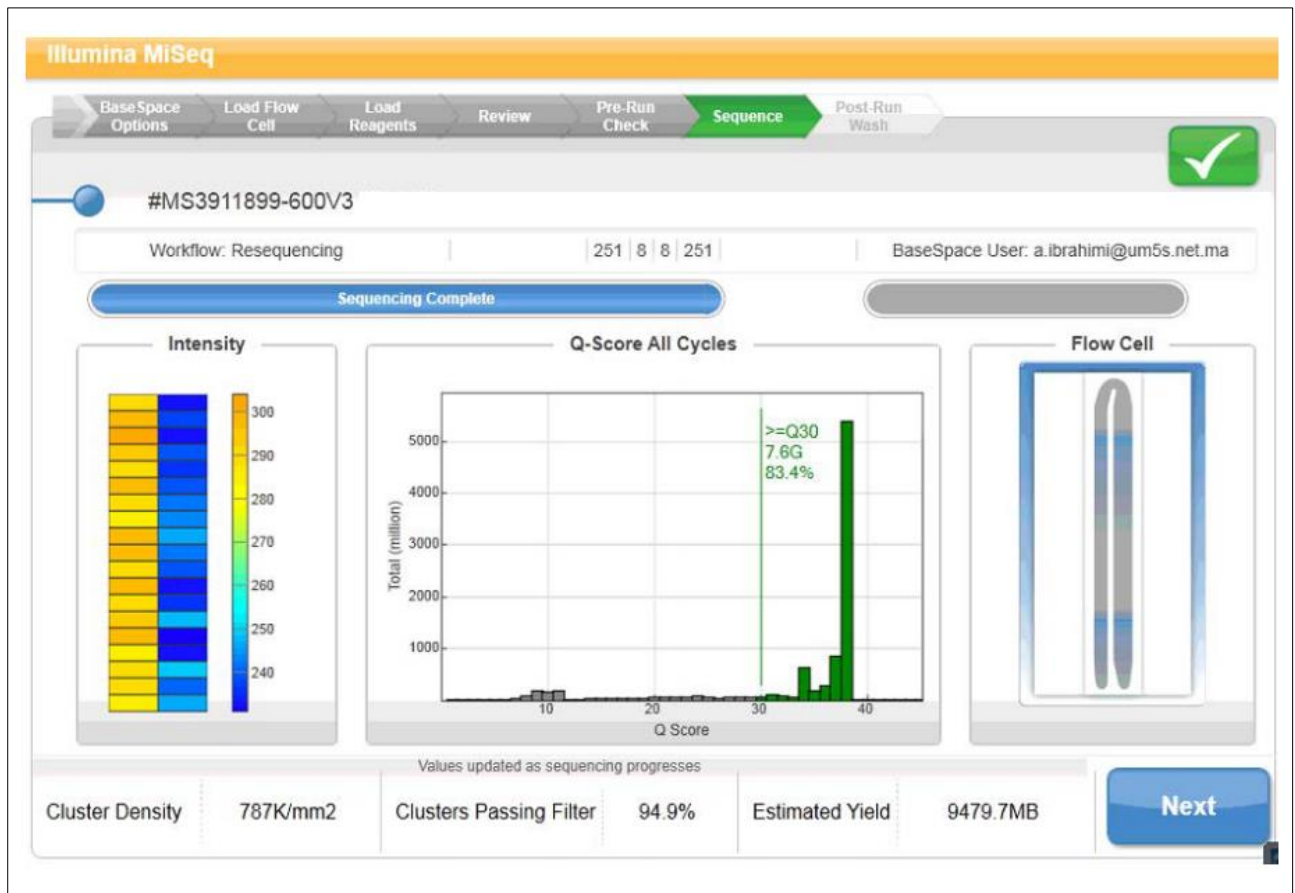 Illumina MiSeq
BaseSpace Options
Load Flow Cell
Load Reagents
Review
Pre-Run Check
Sequence
Post-Run Wash
#MS3911899-600V3
Workflow: Resequencing 251 | 8 | 8 | 251 BaseSpace User: a.ibrahimi@um5s.net.ma
Sequencing Complete
Intensity
300
290
280
270
260
250
240
Q-Score All Cycles
>=Q30
7.6G
83.4%
5000
4000
3000
2000
1000
Total (million)
10 20 30 40
Q Score
Flow Cell
Values updated as sequencing progresses
Cluster Density 787K/mm2 Clusters Passing Filter 94.9% Estimated Yield 9479.7MB Next